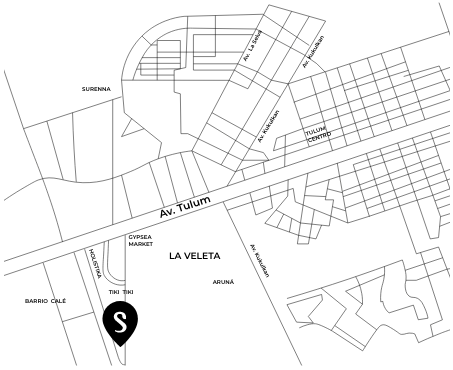 Av. La Selva
Av. Kukulkan
SURENNA
Av. Kukulkan
TULUM
CENTRO
Av. Tulum
GYPSEA
MARKET
HOLISTIKA
LA VELETA
Av. Kukulkan
ARUNÁ
TIKI TIKI
BARRIO CALÉ
S